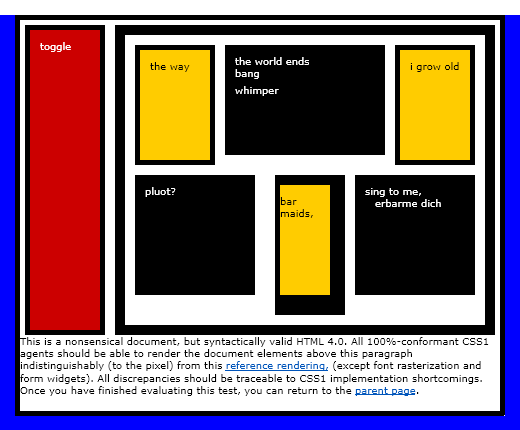 toggle
the way
the world ends
bang
whimper
i grow old
pluot?
bar
maids,
sing to me,
erbarme dich
This is a nonsensical document, but syntactically valid HTML 4.0. All 100%-conformant CSS1
agents should be able to render the document elements above this paragraph
indistinguishably (to the pixel) from this reference rendering, (except font rasterization and
form widgets). All discrepancies should be traceable to CSS1 implementation shortcomings.
Once you have finished evaluating this test, you can return to the parent page.